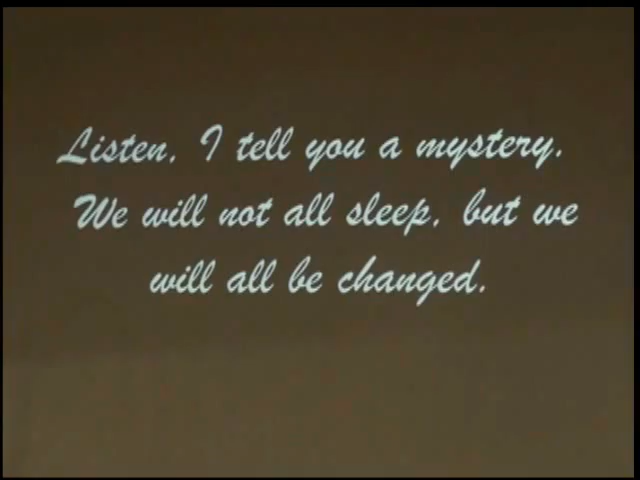 Listen, I tell you a mystery.
We will not all sleep, but we
will all be changed.